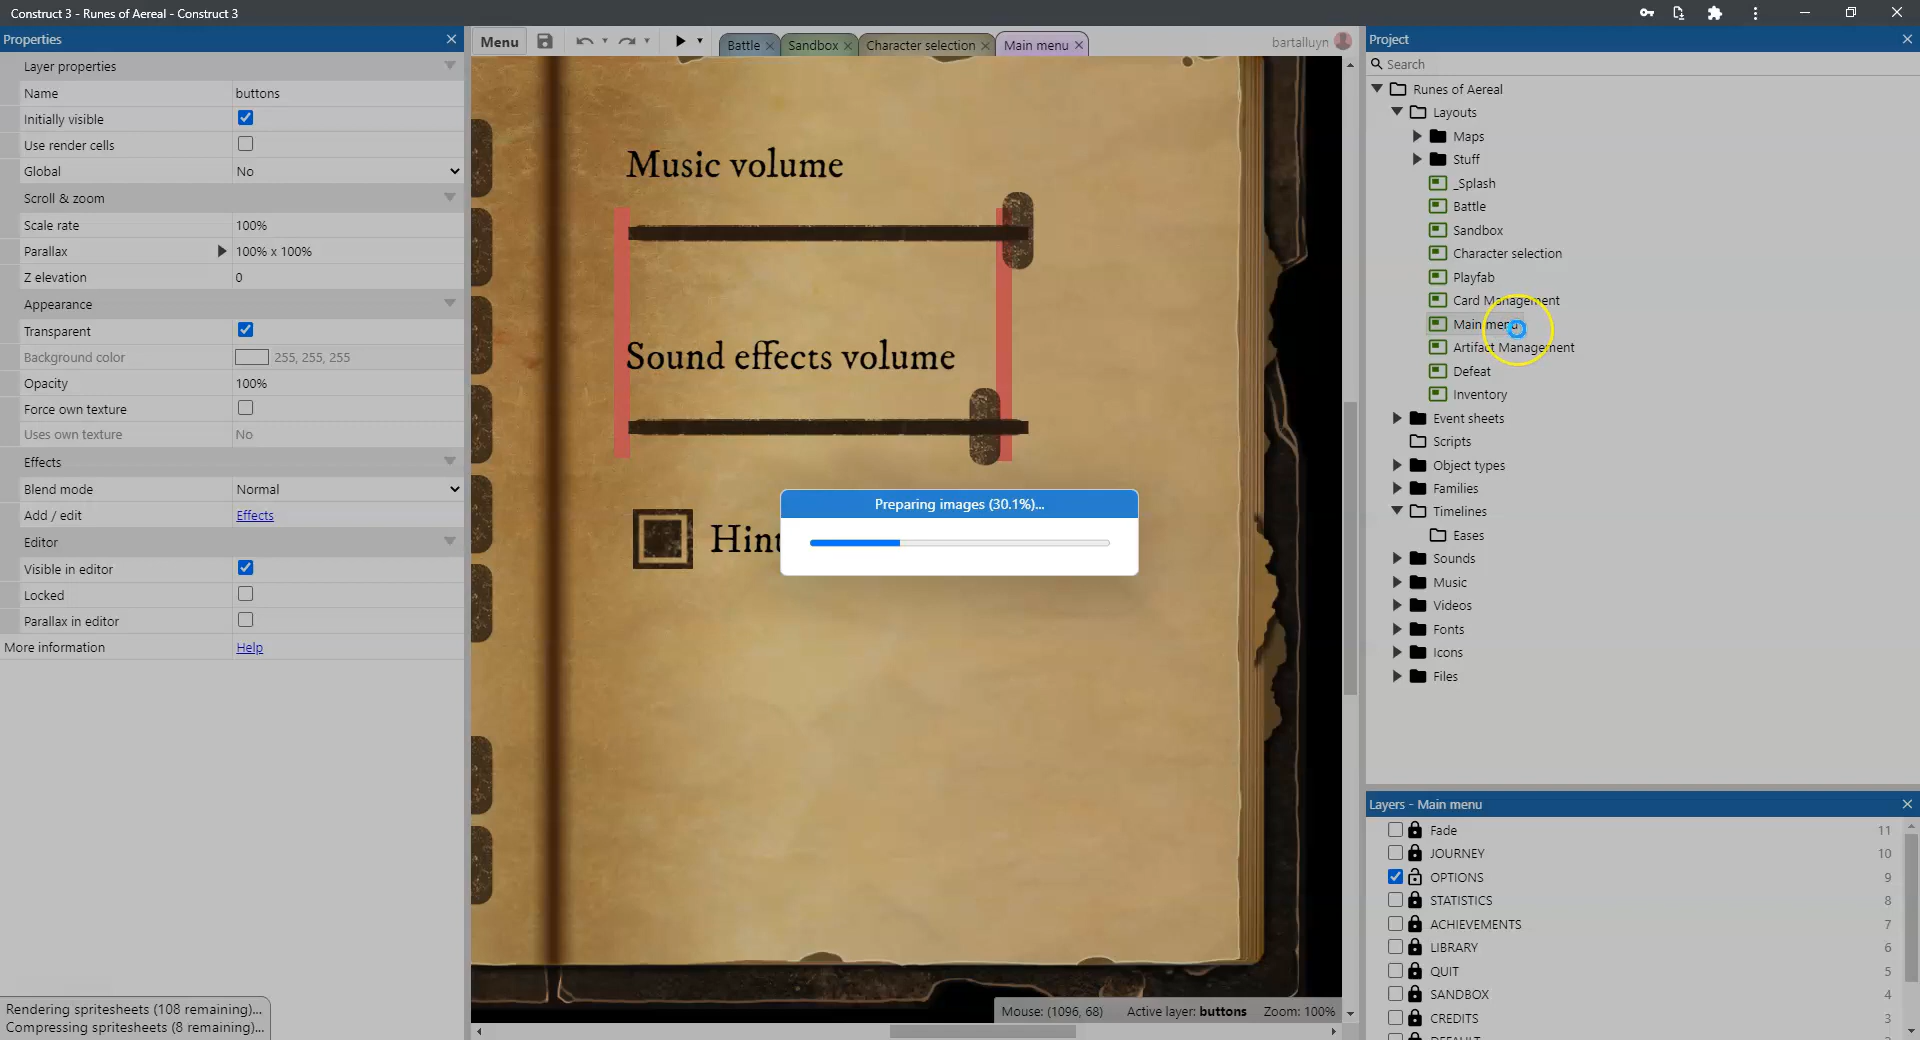 Construct 3 - Runes of Aereal - Construct 3
Properties
Layer properties
Name buttons
Initially visible
Use render cells
Global No
Scroll & zoom
Scale rate 100%
Parallax 100% x 100%
Z elevation 0
Appearance
Transparent
Background color 255, 255, 255
Opacity 100%
Force own texture
Uses own texture No
Effects
Blend mode Normal
Add / edit Effects
Editor
Visible in editor
Locked
Parallax in editor
More information Help
Rendering spritesheets (108 remaining)...
Compressing spritesheets (8 remaining)...
Menu
Battle Sandbox Character selection Main menu
bartalluyn
Music volume
Sound effects volume
Preparing images (30.1%)...
Mouse: (1096, 68) Active layer: buttons Zoom: 100%
Project
Search
Runes of Aereal
Layouts
Maps
Stuff
_Splash
Battle
Sandbox
Character selection
Playfab
Card Management
Main menu
Artifact Management
Defeat
Inventory
Event sheets
Scripts
Object types
Families
Timelines
Eases
Sounds
Music
Videos
Fonts
Icons
Files
Layers - Main menu
Fade 11
JOURNEY 10
OPTIONS 9
STATISTICS 8
ACHIEVEMENTS 7
LIBRARY 6
QUIT 5
SANDBOX 4
CREDITS 3